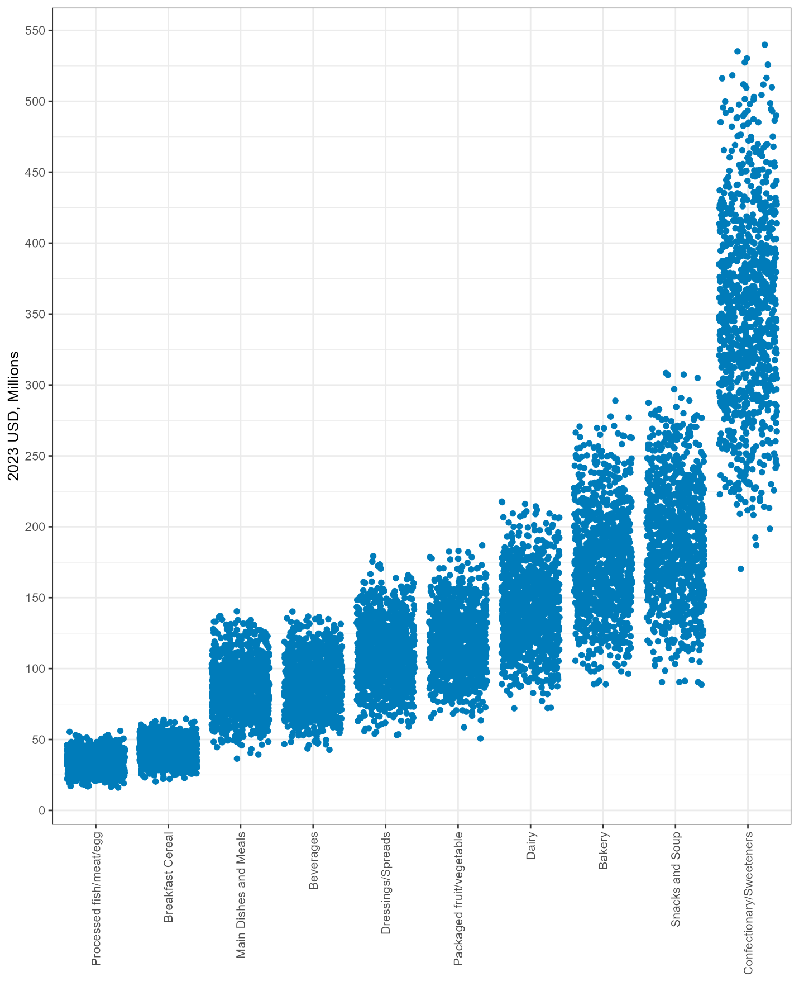 550
500
450
400
350
300
250
200
150
100
50
0
2023 USD, Millions
Processed fish/meat/egg
Breakfast Cereal
Main Dishes and Meals
Beverages
Dressings/Spreads
Packaged fruit/vegetable
Dairy
Bakery
Snacks and Soup
Confectionary/Sweeteners